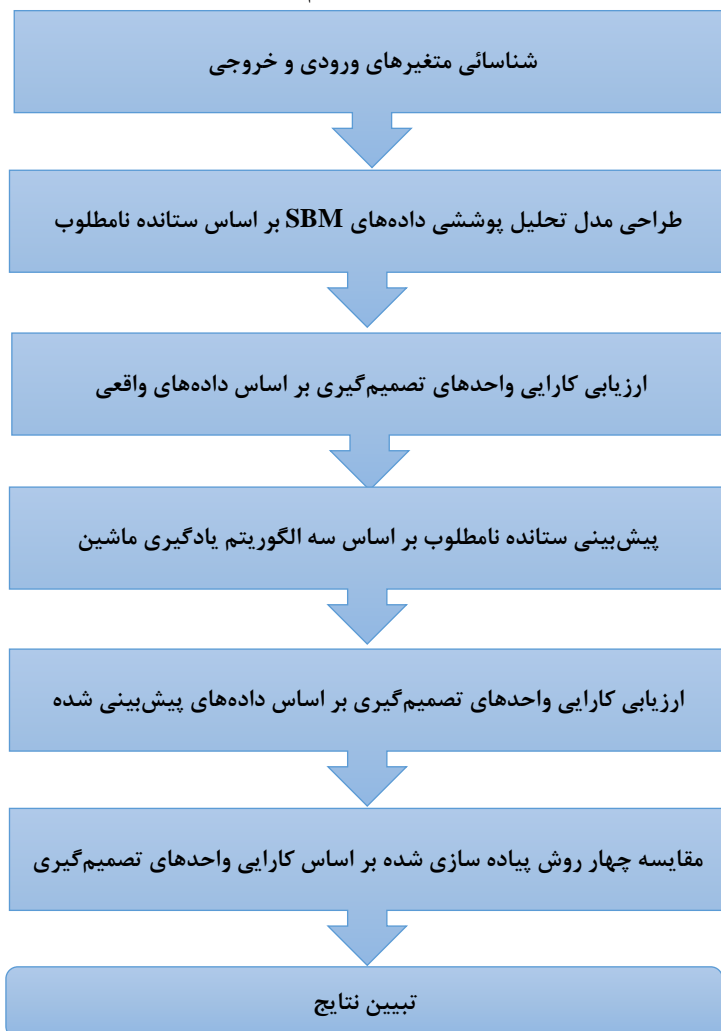 شناسائی متغیرهای ورودی و خروجی
طراحی مدل تحلیل پوششی داده‌های SBM بر اساس ستانده نامطلوب
ارزیابی کارایی واحدهای تصمیم‌گیری بر اساس داده‌های واقعی
پیش‌بینی ستانده نامطلوب بر اساس سه الگوریتم یادگیری ماشین
ارزیابی کارایی واحدهای تصمیم‌گیری بر اساس داده‌های پیش‌بینی شده
مقایسه چهار روش پیاده سازی شده بر اساس کارایی واحدهای تصمیم‌گیری
تبیین نتایج